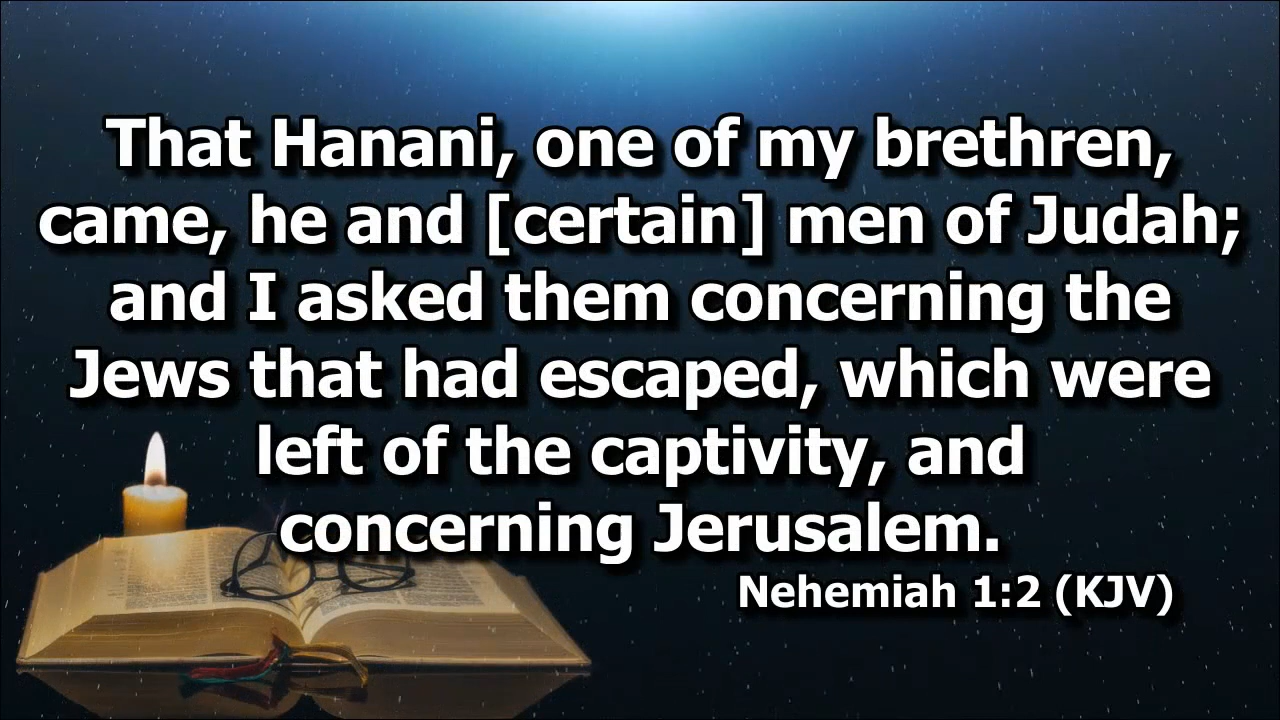 That Hanani, one of my brethren,
came, he and [certain] men of Judah;
and I asked them concerning the
Jews that had escaped, which were
left of the captivity, and
concerning Jerusalem.
Nehemiah 1:2 (KJV)